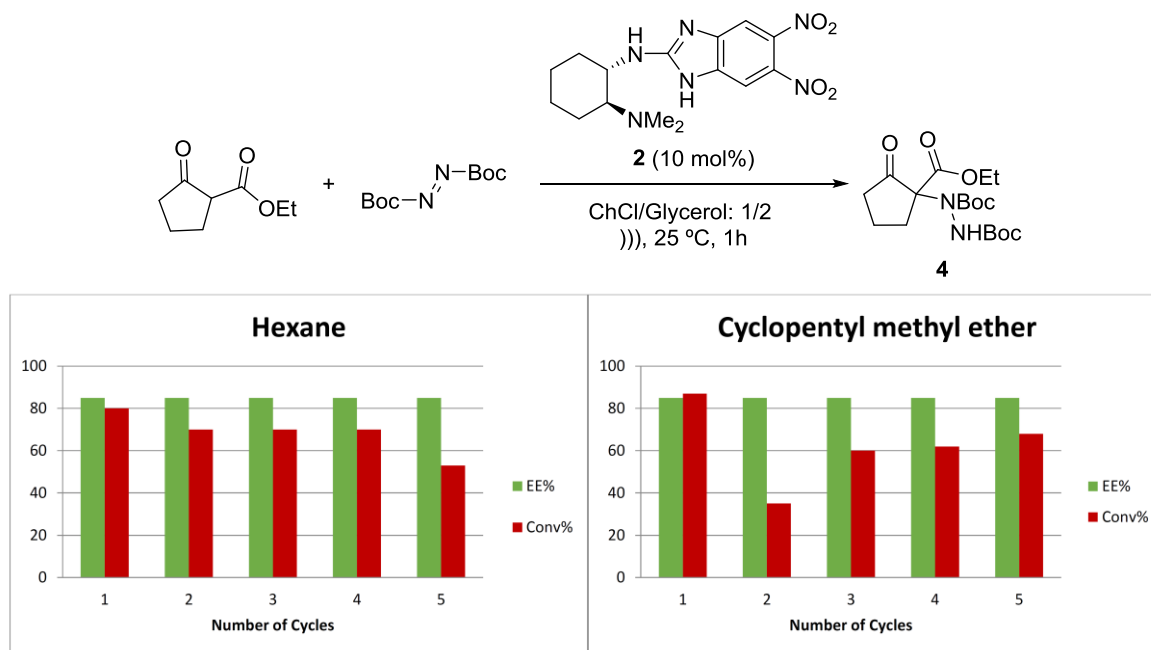 H
N
N
NO2
N
H
NO2
NMe2
2 (10 mol%)
O
O
OEt
+
Boc
N
N
Boc
ChCl/Glycerol: 1/2
))), 25 ºC, 1h
O
O
OEt
NBoc
NHBoc
4
Hexane
100
80
60
40
20
0
1 2 3 4 5
Number of Cycles
EE%
Conv%
Cyclopentyl methyl ether
100
80
60
40
20
0
1 2 3 4 5
Number of Cycles
EE%
Conv%